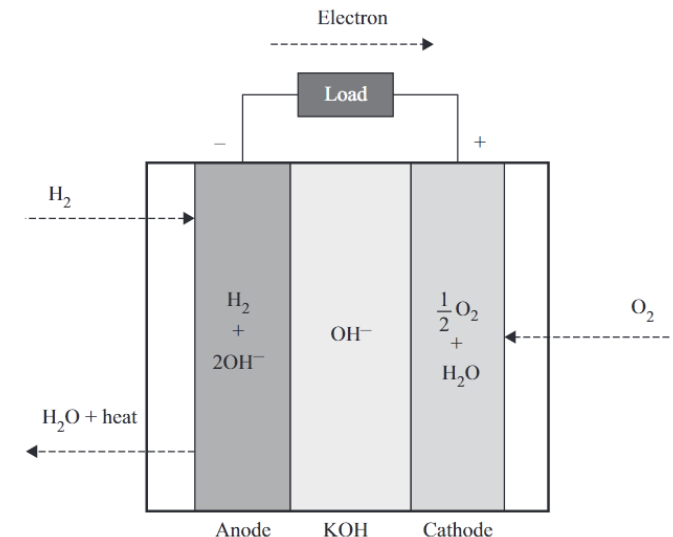 Electron
Load
−
+
H₂
H₂
+
2OH⁻
OH⁻
1/2 O₂
+
H₂O
O₂
H₂O + heat
Anode KOH Cathode